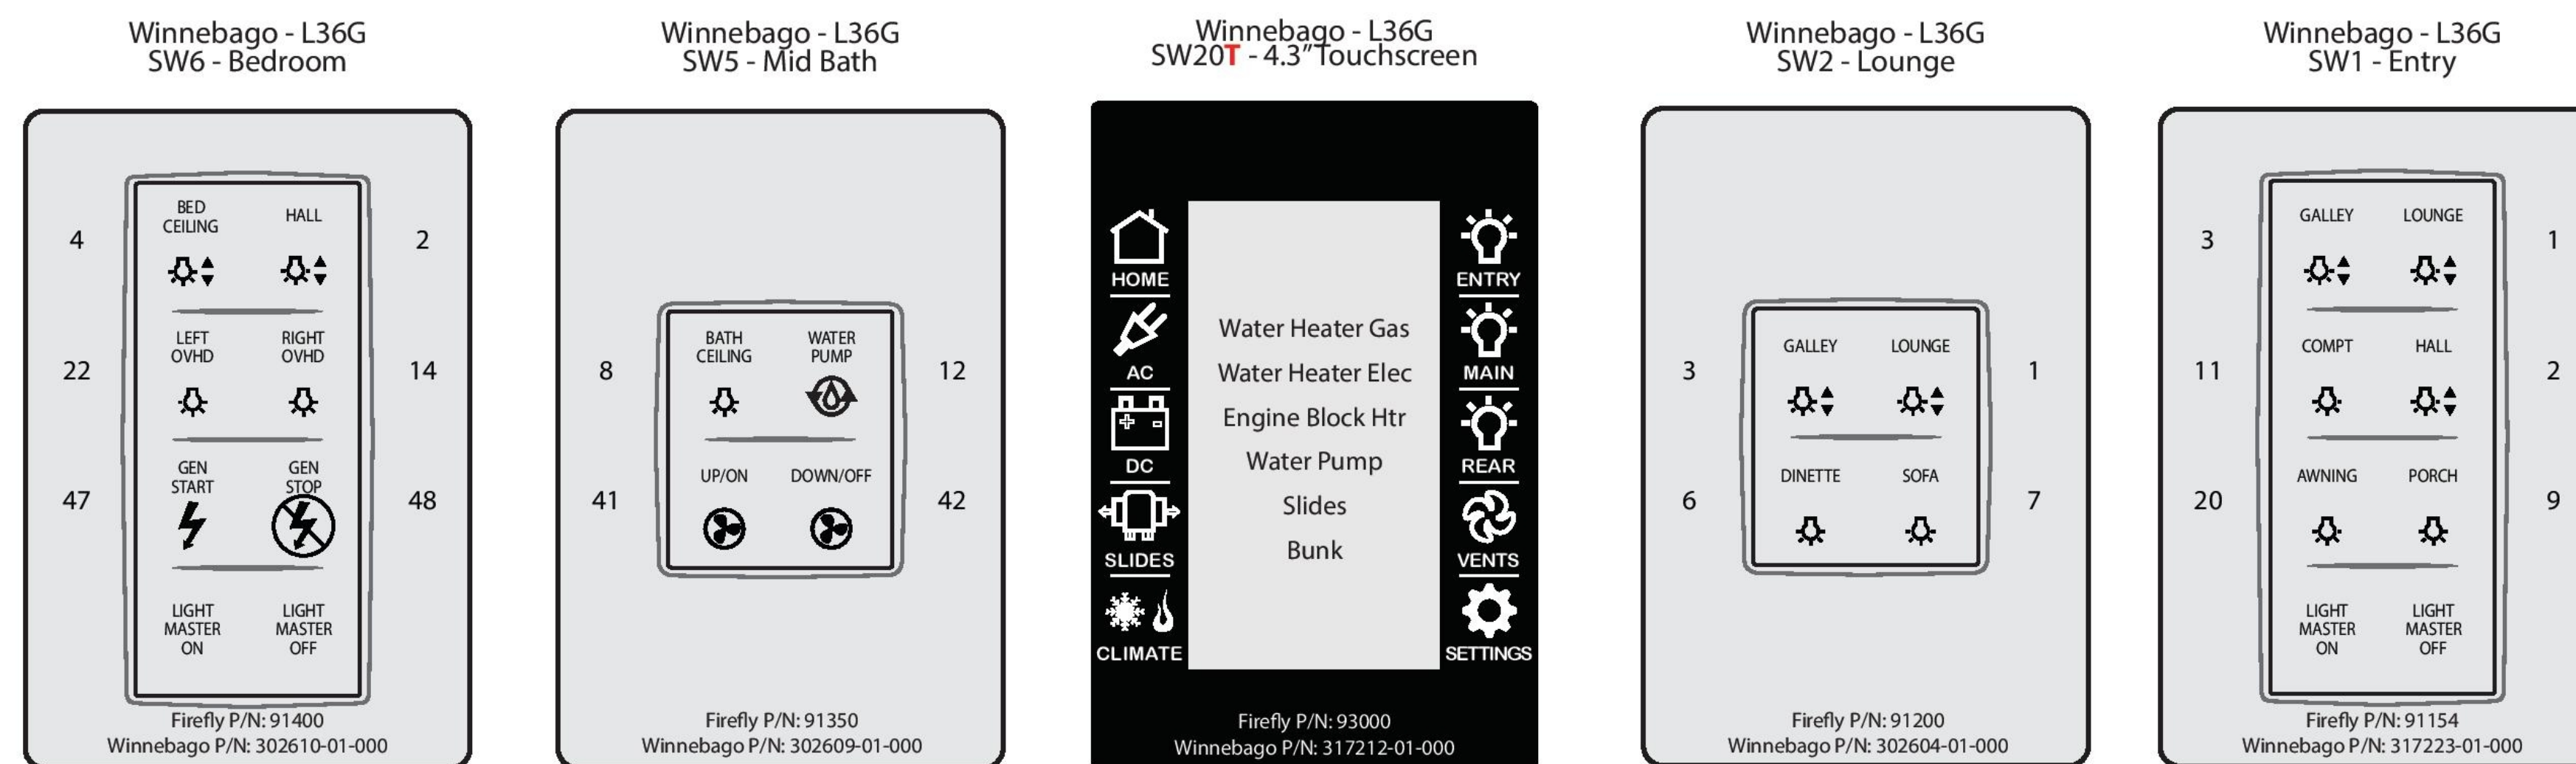 Winnebago - L36G
SW6 - Bedroom
4
BED
CEILING
HALL
2
22
LEFT
OVHD
RIGHT
OVHD
14
47
GEN
START
GEN
STOP
48
LIGHT
MASTER
ON
LIGHT
MASTER
OFF
Firefly P/N: 91400
Winnebago P/N: 302610-01-000
Winnebago - L36G
SW5 - Mid Bath
8
BATH
CEILING
WATER
PUMP
12
41
UP/ON
DOWN/OFF
42
Firefly P/N: 91350
Winnebago P/N: 302609-01-000
Winnebago - L36G
SW20T - 4.3" Touchscreen
HOME
AC
DC
SLIDES
CLIMATE
Water Heater Gas
Water Heater Elec
Engine Block Htr
Water Pump
Slides
Bunk
ENTRY
MAIN
REAR
VENTS
SETTINGS
Firefly P/N: 93000
Winnebago P/N: 317212-01-000
Winnebago - L36G
SW2 - Lounge
3
GALLEY
LOUNGE
1
6
DINETTE
SOFA
7
Firefly P/N: 91200
Winnebago P/N: 302604-01-000
Winnebago - L36G
SW1 - Entry
3
GALLEY
LOUNGE
1
11
COMPT
HALL
2
20
AWNING
PORCH
9
LIGHT
MASTER
ON
LIGHT
MASTER
OFF
Firefly P/N: 91154
Winnebago P/N: 317223-01-000